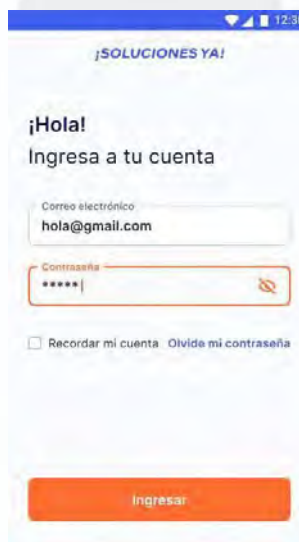 12:30
¡SOLUCIONES YA!
¡Hola!
Ingresa a tu cuenta
Correo electrónico
hola@gmail.com
Contraseña
*****
Recordar mi cuenta Olvide mi contraseña
Ingresar